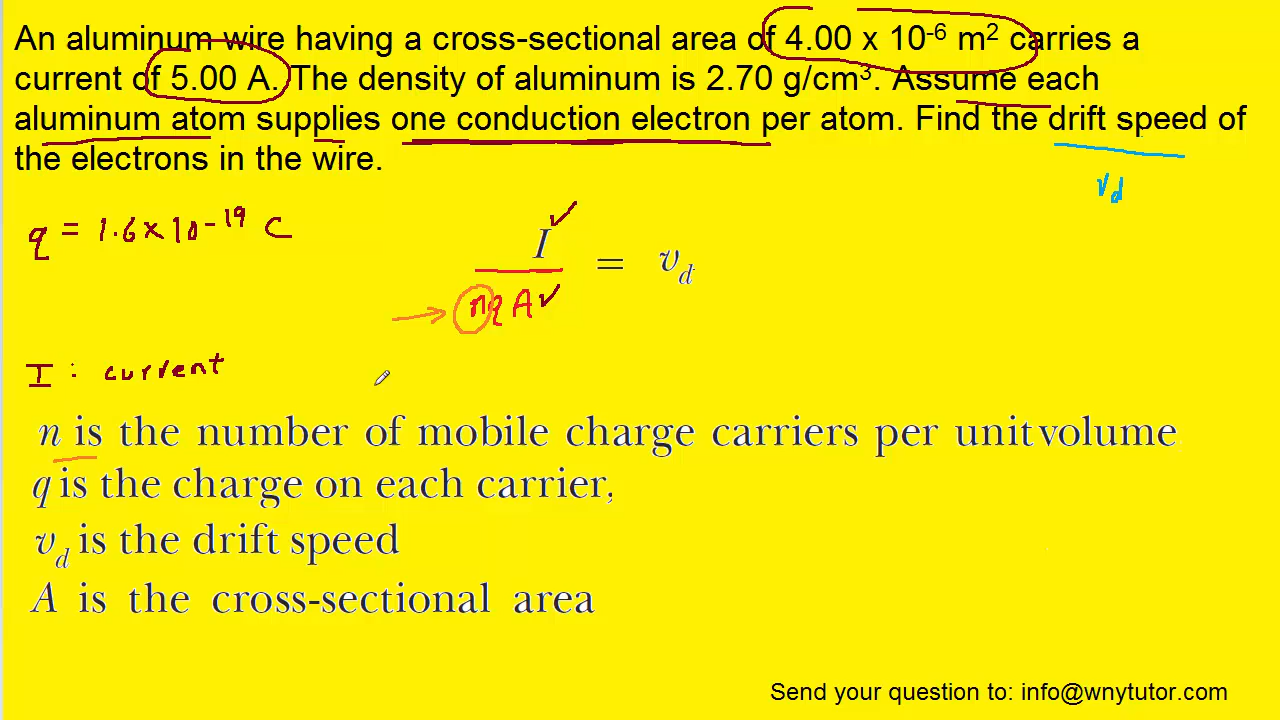 An aluminum wire having a cross-sectional area of 4.00 x 10⁻⁶ m² carries a
current of 5.00 A. The density of aluminum is 2.70 g/cm³. Assume each
aluminum atom supplies one conduction electron per atom. Find the drift speed of
the electrons in the wire.
v_d
q = 1.6 x 10⁻¹⁹ C
I ✓
= v_d
→ nqA ✓
I : current
n is the number of mobile charge carriers per unit volume
q is the charge on each carrier,
v_d is the drift speed
A is the cross-sectional area
Send your question to: info@wnytutor.com